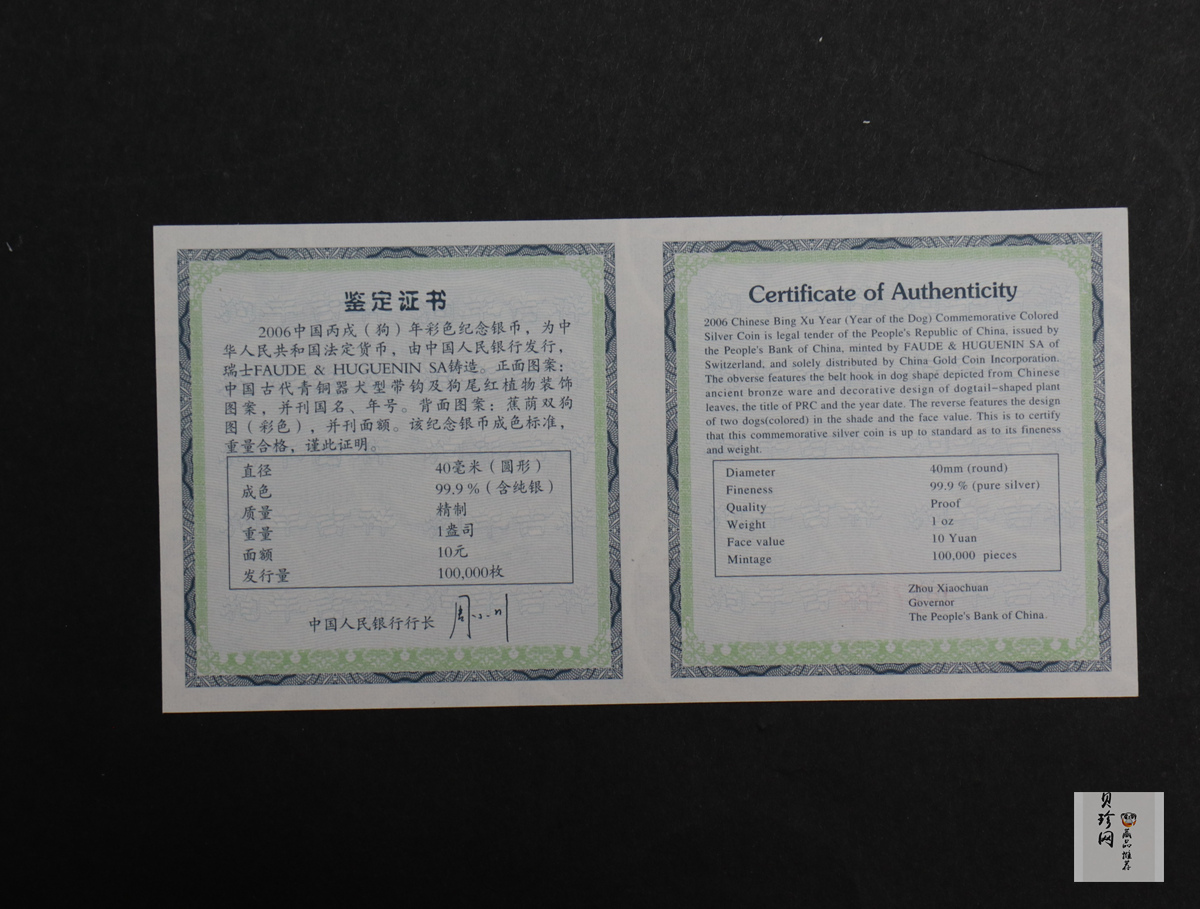 鉴定证书
2006中国丙戌（狗）年彩色纪念银币，为中
华人民共和国法定货币，由中国人民银行发行，
瑞士FAUDE & HUGUENIN SA铸造。正面图案：
中国古代青铜器犬型带钩及狗尾红植物装饰
图案，并刊国名、年号。背面图案：蕉荫双狗
图（彩色），并刊面额。该纪念银币成色标准，
重量合格，谨此证明。
直径 40毫米（圆形）
成色 99.9%（含纯银）
质量 精制
重量 1盎司
面额 10元
发行量 100,000枚
中国人民银行行长 周小川
Certificate of Authenticity
2006 Chinese Bing Xu Year (Year of the Dog) Commemorative Colored
Silver Coin is legal tender of the People's Republic of China, issued by
the People's Bank of China, minted by FAUDE & HUGUENIN SA of
Switzerland, and solely distributed by China Gold Coin Incorporation.
The obverse features the belt hook in dog shape depicted from Chinese
ancient bronze ware and decorative design of dogtail-shaped plant
leaves, the title of PRC and the year date. The reverse features the design
of two dogs(colored) in the shade and the face value. This is to certify
that this commemorative silver coin is up to standard as to its fineness
and weight.
Diameter 40mm (round)
Fineness 99.9 % (pure silver)
Quality Proof
Weight 1 oz
Face value 10 Yuan
Mintage 100,000 pieces
Zhou Xiaochuan
Governor
The People's Bank of China.
贝珍网
藏品推荐